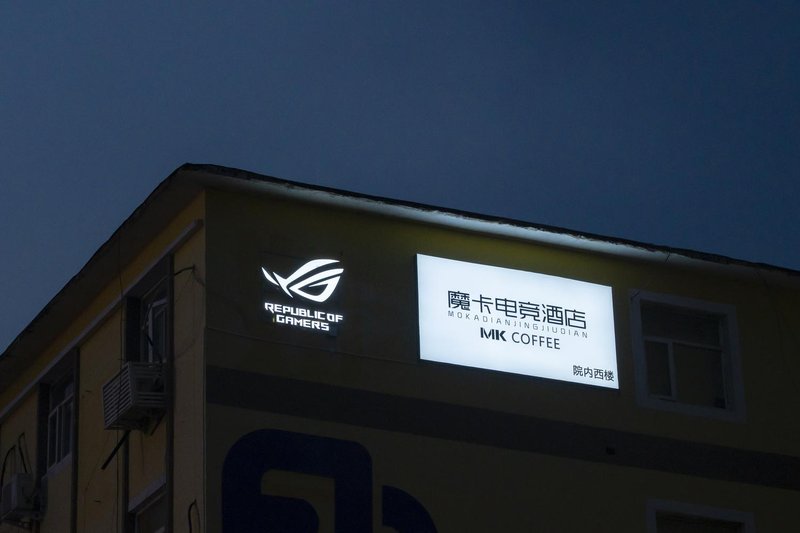 REPUBLIC OF
GAMERS
魔卡电竞酒店
MOKADIANJINGJIUDIAN
MK COFFEE
院内西楼